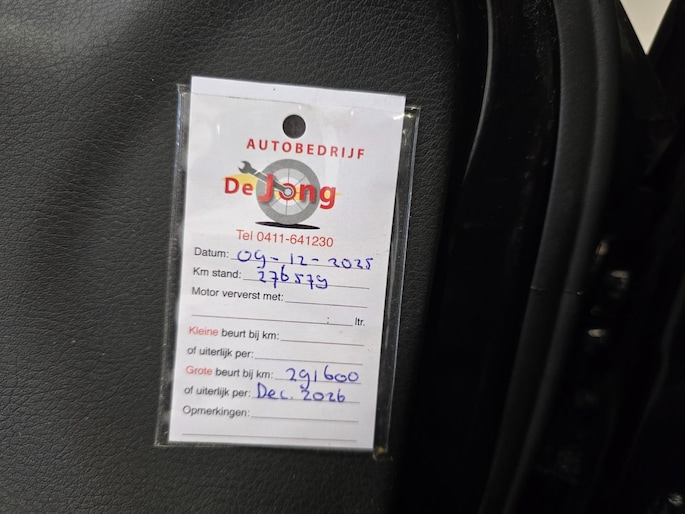 AUTOBEDRIJF
De Jong
Tel 0411-641230
Datum: 09-12-2025
Km stand: 276579
Motor ververst met:
; ltr.
Kleine beurt bij km:
of uiterlijk per:
Grote beurt bij km: 291600
of uiterlijk per: Dec. 2026
Opmerkingen: